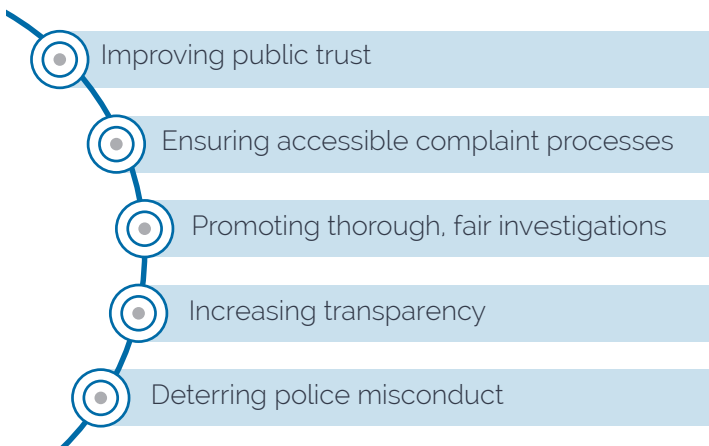 Improving public trust
Ensuring accessible complaint processes
Promoting thorough, fair investigations
Increasing transparency
Deterring police misconduct